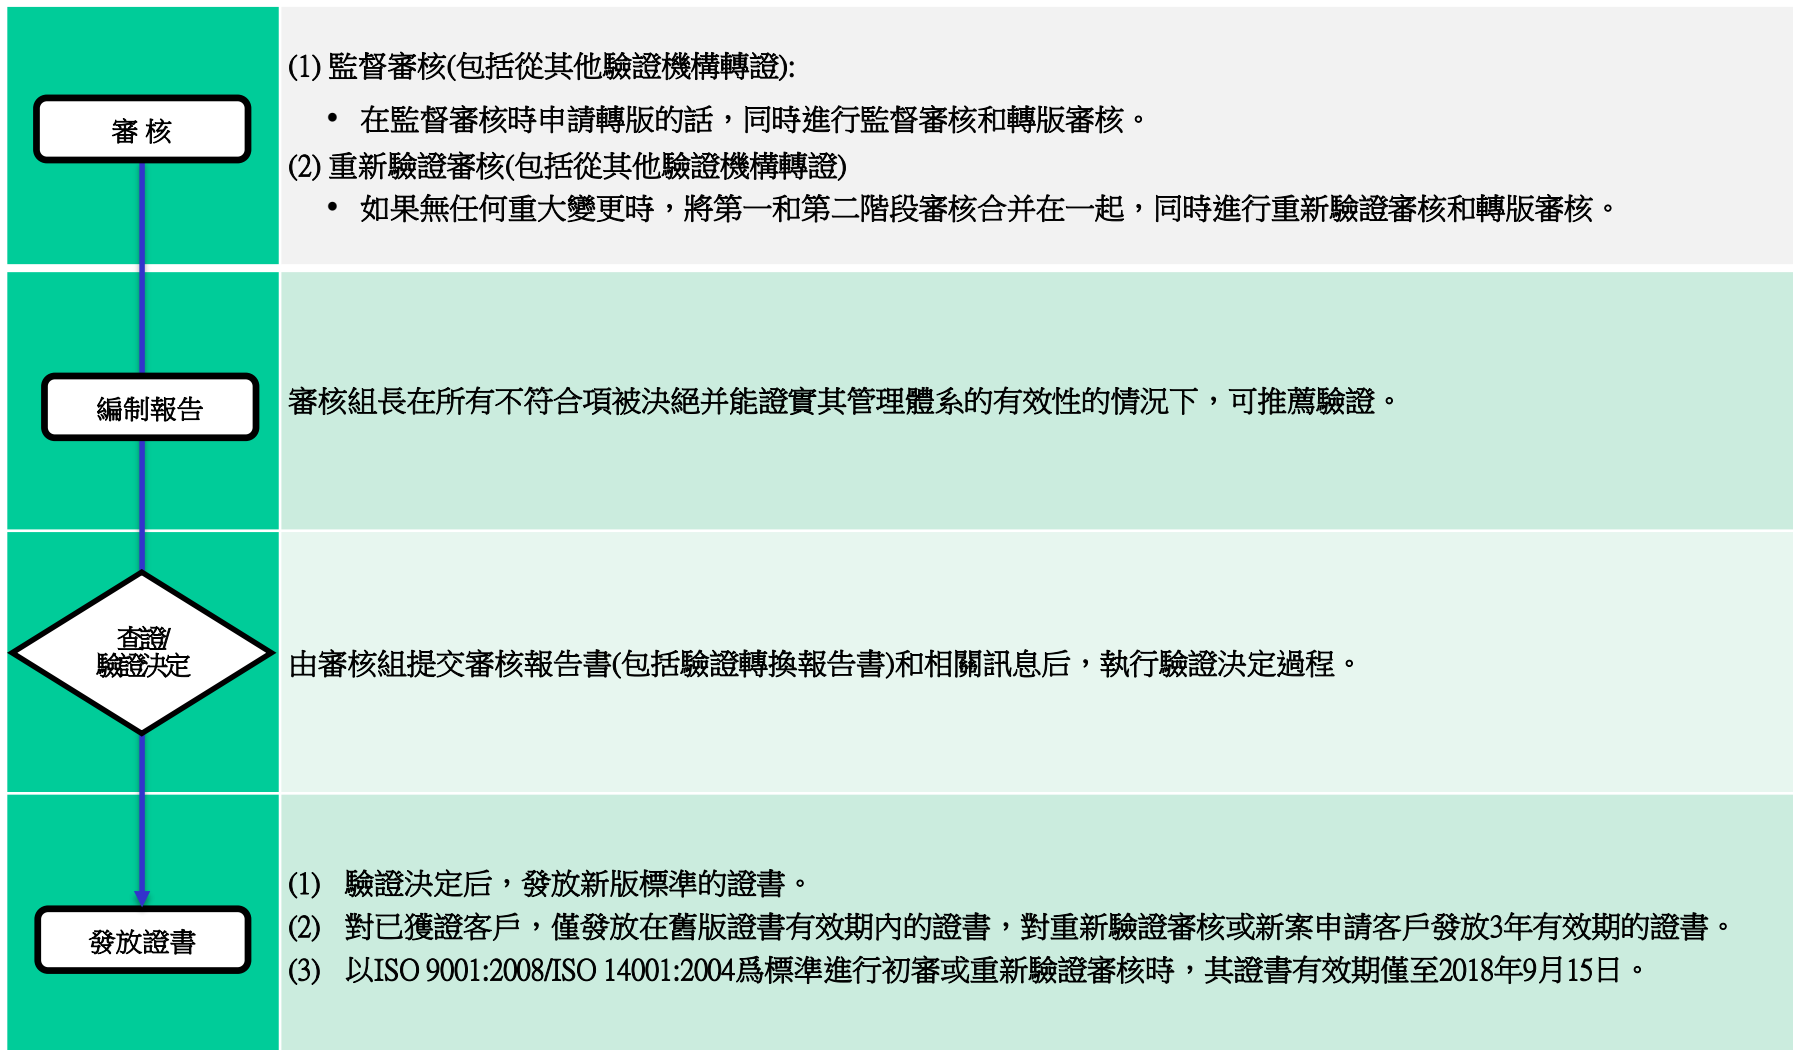 審 核
(1) 監督審核(包括從其他驗證機構轉證):
• 在監督審核時申請轉版的話，同時進行監督審核和轉版審核。
(2) 重新驗證審核(包括從其他驗證機構轉證)
• 如果無任何重大變更時，將第一和第二階段審核合并在一起，同時進行重新驗證審核和轉版審核。
編制報告
審核組長在所有不符合項被決絕并能證實其管理體系的有效性的情況下，可推薦驗證。
查證/
驗證決定
由審核組提交審核報告書(包括驗證轉換報告書)和相關訊息后，執行驗證決定過程。
發放證書
(1) 驗證決定后，發放新版標準的證書。
(2) 對已獲證客戶，僅發放在舊版證書有效期內的證書，對重新驗證審核或新案申請客戶發放3年有效期的證書。
(3) 以ISO 9001:2008/ISO 14001:2004爲標準進行初審或重新驗證審核時，其證書有效期僅至2018年9月15日。